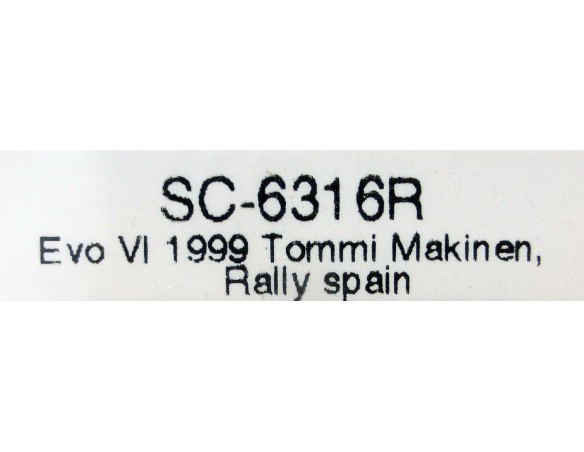 SC-6316R
Evo VI 1999 Tommi Makinen,
Rally spain